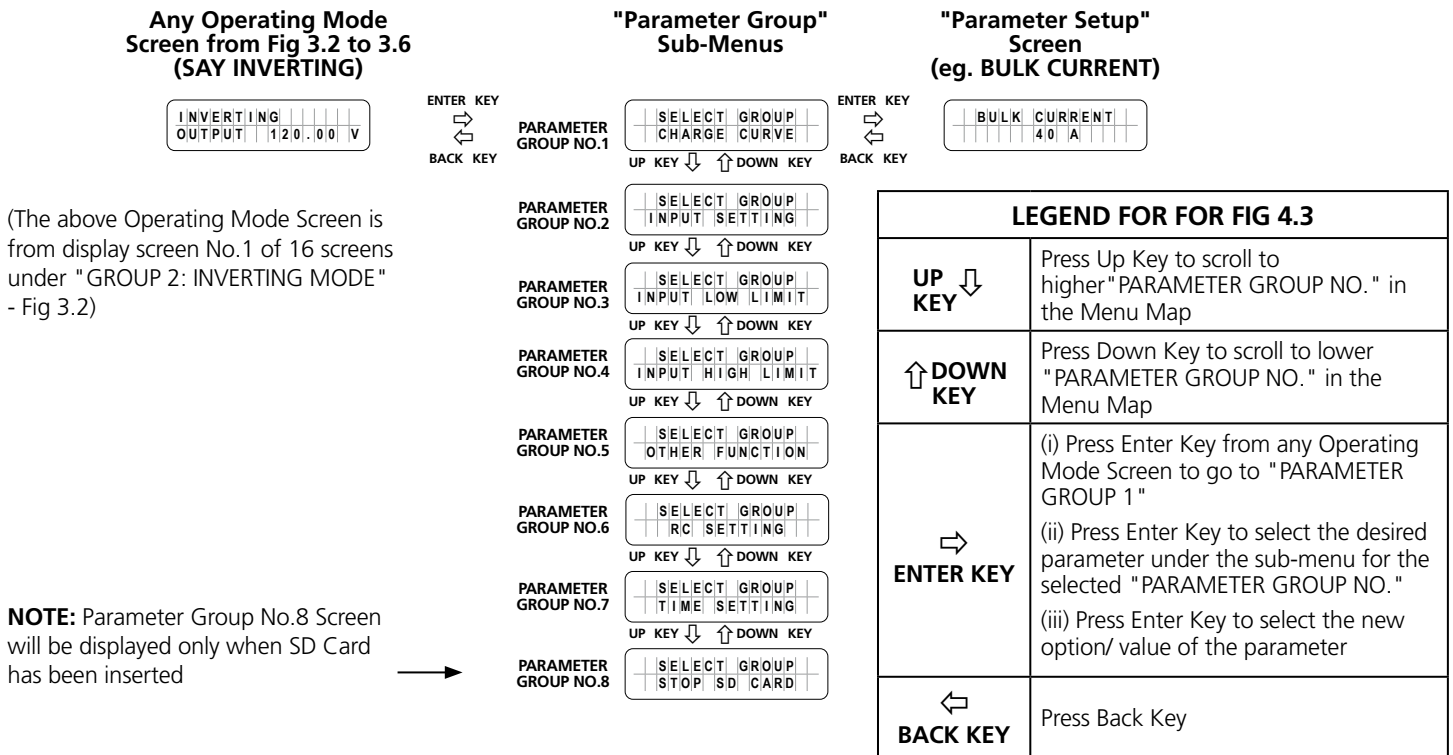 Any Operating Mode
Screen from Fig 3.2 to 3.6
(SAY INVERTING)
"Parameter Group"
Sub-Menus
"Parameter Setup"
Screen
(eg. BULK CURRENT)
INVERTING
OUTPUT 120.00 V
ENTER KEY
⇨
⇦
BACK KEY
PARAMETER
GROUP NO.1
SELECT GROUP
CHARGE CURVE
ENTER KEY
⇨
⇦
BACK KEY
BULK CURRENT
40 A
UP KEY ⇩ ⇧ DOWN KEY
(The above Operating Mode Screen is
from display screen No.1 of 16 screens
under "GROUP 2: INVERTING MODE"
- Fig 3.2)
PARAMETER
GROUP NO.2
SELECT GROUP
INPUT SETTING
UP KEY ⇩ ⇧ DOWN KEY
PARAMETER
GROUP NO.3
SELECT GROUP
INPUT LOW LIMIT
UP KEY ⇩ ⇧ DOWN KEY
PARAMETER
GROUP NO.4
SELECT GROUP
INPUT HIGH LIMIT
UP KEY ⇩ ⇧ DOWN KEY
PARAMETER
GROUP NO.5
SELECT GROUP
OTHER FUNCTION
UP KEY ⇩ ⇧ DOWN KEY
PARAMETER
GROUP NO.6
SELECT GROUP
RC SETTING
UP KEY ⇩ ⇧ DOWN KEY
PARAMETER
GROUP NO.7
SELECT GROUP
TIME SETTING
UP KEY ⇩ ⇧ DOWN KEY
NOTE: Parameter Group No.8 Screen
will be displayed only when SD Card
has been inserted
PARAMETER
GROUP NO.8
SELECT GROUP
STOP SD CARD
LEGEND FOR FOR FIG 4.3
UP ⇩
KEY
Press Up Key to scroll to
higher"PARAMETER GROUP NO." in
the Menu Map
⇧ DOWN
KEY
Press Down Key to scroll to lower
"PARAMETER GROUP NO." in the
Menu Map
⇨
ENTER KEY
(i) Press Enter Key from any Operating
Mode Screen to go to "PARAMETER
GROUP 1"
(ii) Press Enter Key to select the desired
parameter under the sub-menu for the
selected "PARAMETER GROUP NO."
(iii) Press Enter Key to select the new
option/ value of the parameter
⇦
BACK KEY
Press Back Key